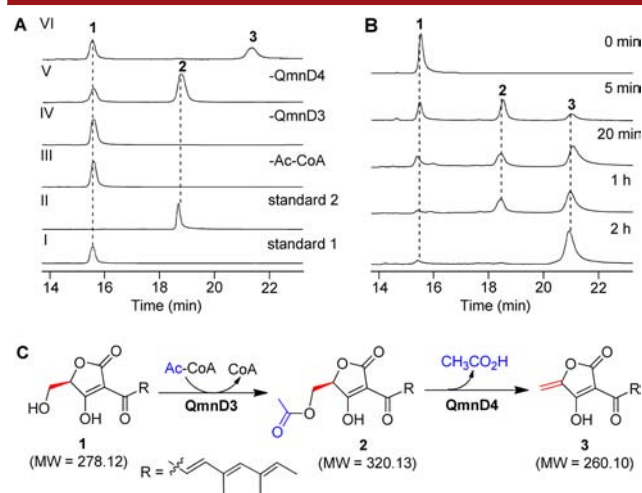 A
VI
1
3
V
2
-QmnD4
IV
-QmnD3
III
-Ac-CoA
II
standard 2
I
standard 1
14 16 18 20 22
Time (min)
B
1
0 min
2
5 min
3
20 min
1 h
2 h
14 16 18 20 22
Time (min)
C
O
O
R
HO
OH
O
1
(MW = 278.12)
Ac-CoA CoA
QmnD3
O
O
R
O
OH
O
O
2
(MW = 320.13)
CH3CO2H
QmnD4
O
O
R
OH
O
3
(MW = 260.10)
R =